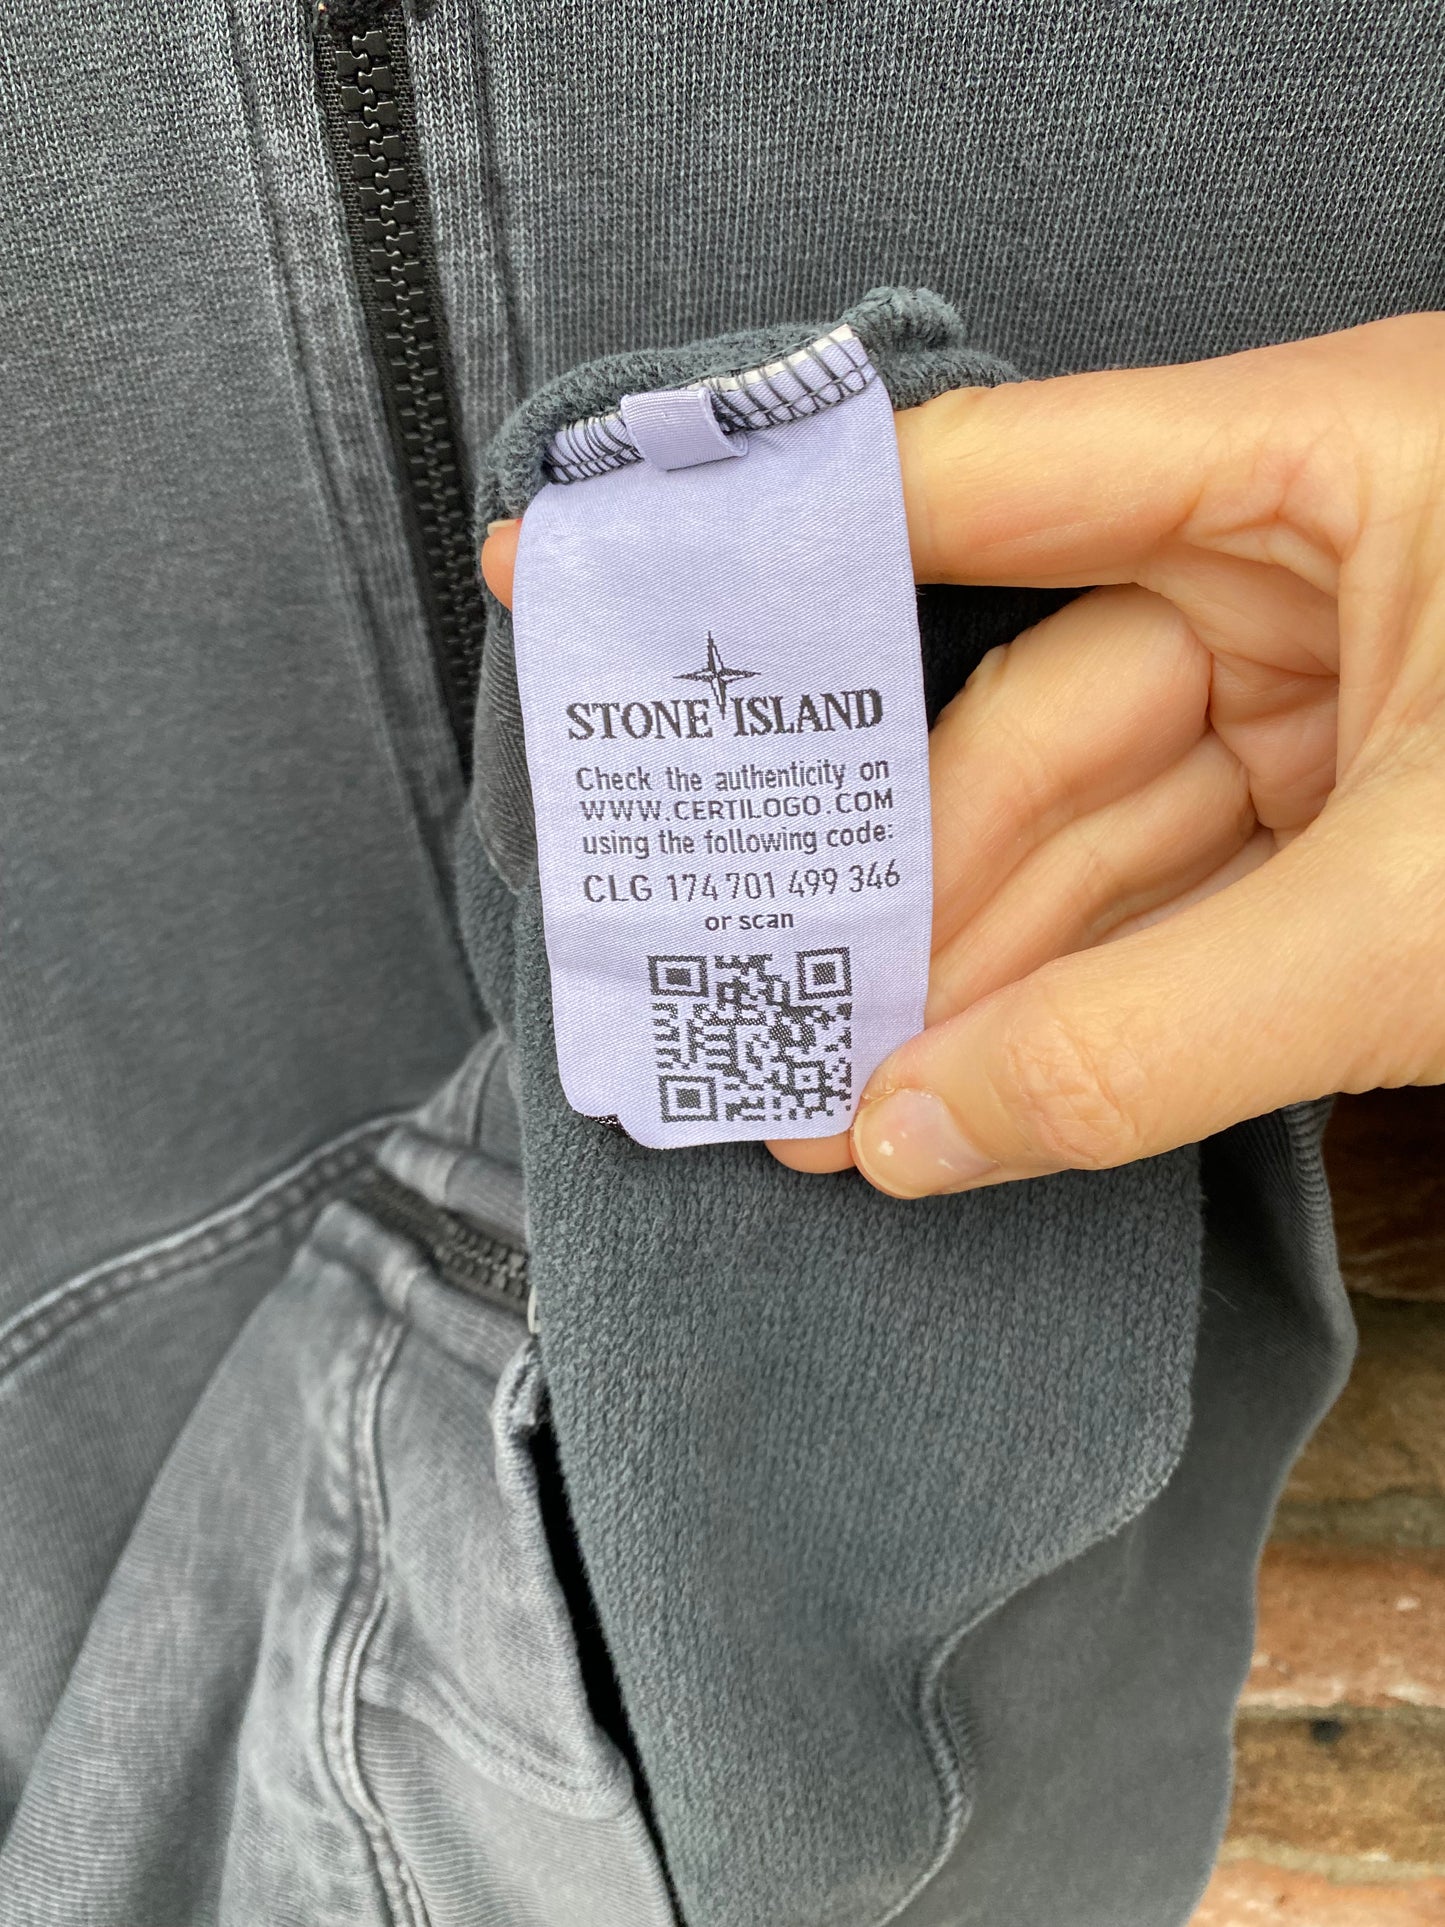 STONE ISLAND
Check the authenticity on
WWW.CERTILOGO.COM
using the following code:
CLG 174 701 499 346
or scan